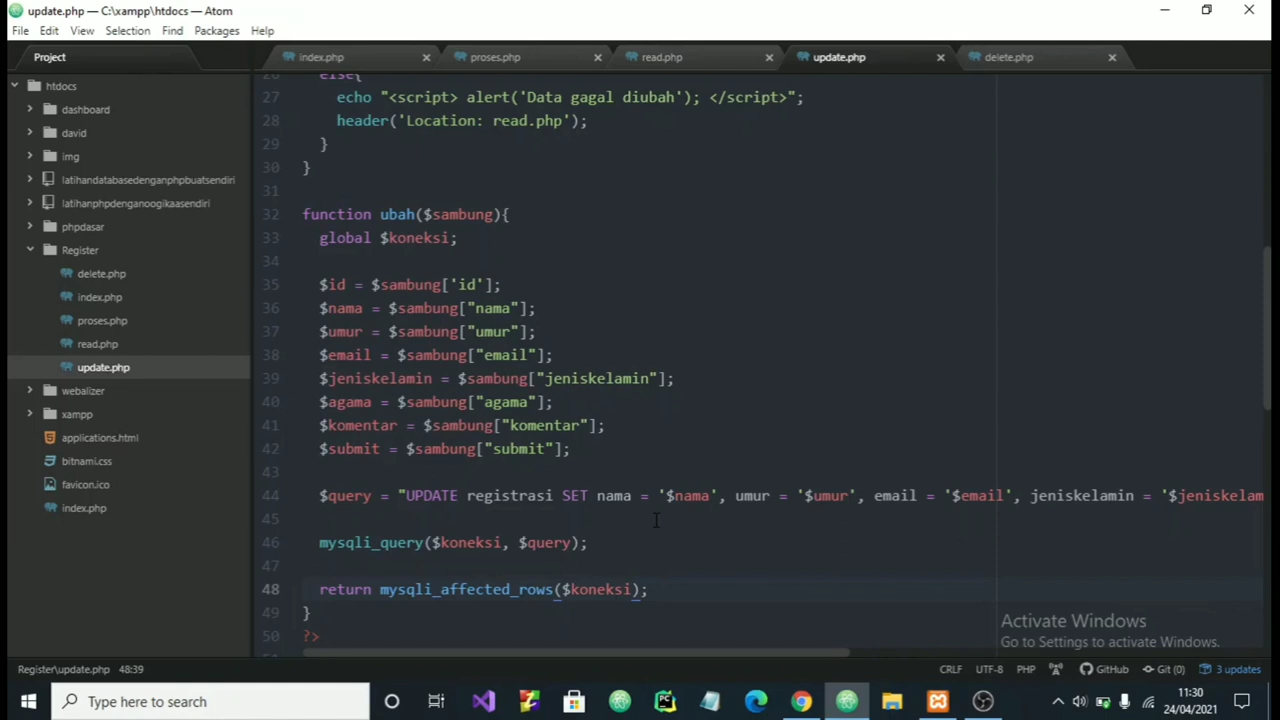 update.php — C:\xampp\htdocs — Atom
File Edit View Selection Find Packages Help
Project
index.php
proses.php
read.php
update.php
delete.php
htdocs
dashboard
david
img
latihandatabasedenganphpbuatsendiri
latihanphpdenganoogikaasendiri
phpdasar
Register
delete.php
index.php
proses.php
read.php
update.php
webalizer
xampp
applications.html
bitnami.css
favicon.ico
index.php
26 else{
27 echo "<script> alert('Data gagal diubah'); </script>";
28 header('Location: read.php');
29 }
30 }
31
32 function ubah($sambung){
33 global $koneksi;
34
35 $id = $sambung['id'];
36 $nama = $sambung["nama"];
37 $umur = $sambung["umur"];
38 $email = $sambung["email"];
39 $jeniskelamin = $sambung["jeniskelamin"];
40 $agama = $sambung["agama"];
41 $komentar = $sambung["komentar"];
42 $submit = $sambung["submit"];
43
44 $query = "UPDATE registrasi SET nama = '$nama', umur = '$umur', email = '$email', jeniskelamin = '$jeniskelam
45
46 mysqli_query($koneksi, $query);
47
48 return mysqli_affected_rows($koneksi);
49 }
50 ?>
Activate Windows
Go to Settings to activate Windows.
Register\update.php 48:39
CRLF UTF-8 PHP GitHub Git (0) 3 updates
Type here to search
11:30
24/04/2021